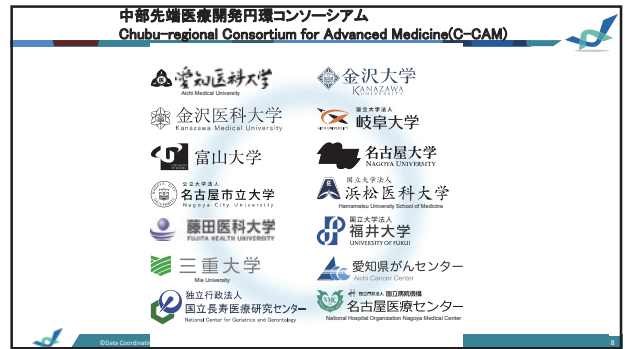 中部先端医療開発円環コンソーシアム
Chubu-regional Consortium for Advanced Medicine(C-CAM)
愛知医科大学
Aichi Medical University
金沢大学
KANAZAWA
UNIVERSITY
金沢医科大学
Kanazawa Medical University
国立大学法人
岐阜大学
富山大学
名古屋大学
NAGOYA UNIVERSITY
公立大学法人
名古屋市立大学
Nagoya City University
国立大学法人
浜松医科大学
Hamamatsu University School of Medicine
藤田医科大学
FUJITA HEALTH UNIVERSITY
国立大学法人
福井大学
UNIVERSITY OF FUKUI
三重大学
Mie University
愛知県がんセンター
Aichi Cancer Center
独立行政法人
国立長寿医療研究センター
National Center for Geriatrics and Gerontology
NMC
独立行政法人 国立病院機構
名古屋医療センター
National Hospital Organization Nagoya Medical Center
©Data Coordinati
8